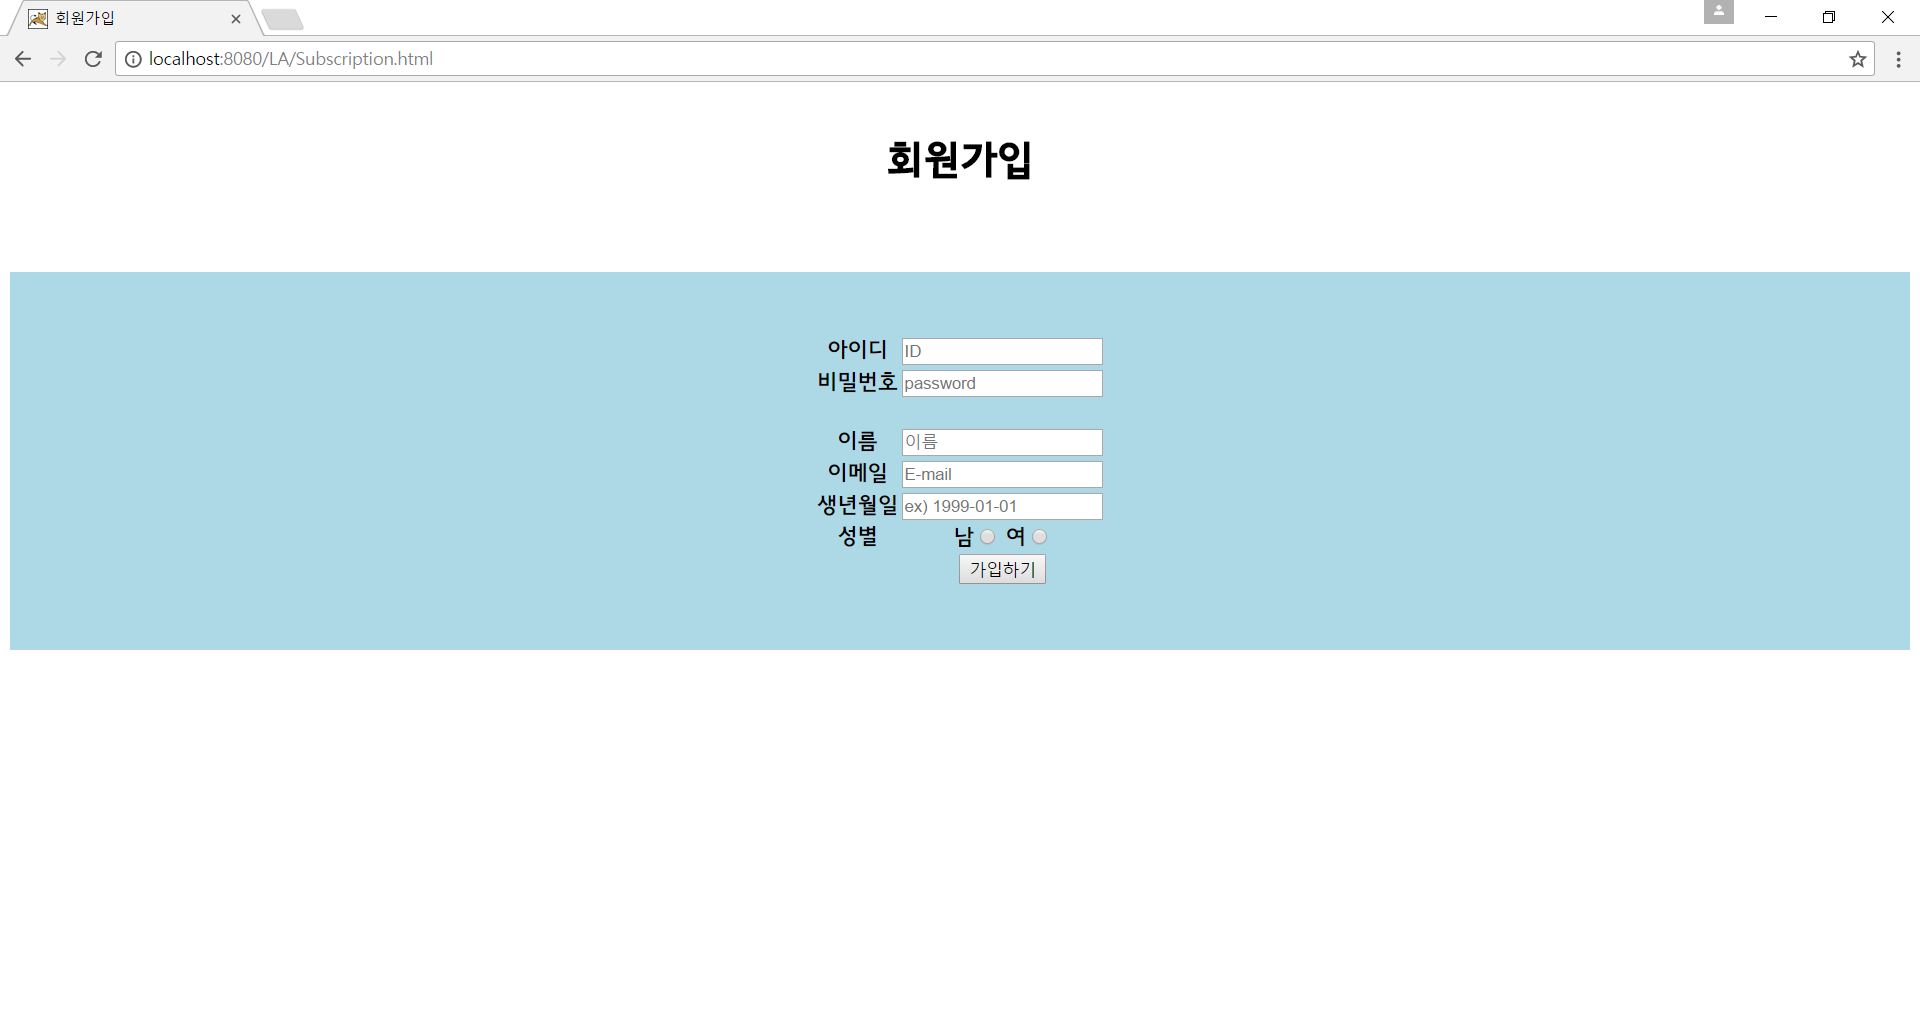 회원가입
localhost:8080/LA/Subscription.html
회원가입
아이디 ID
비밀번호 password
이름 이름
이메일 E-mail
생년월일 ex) 1999-01-01
성별 남 여
가입하기